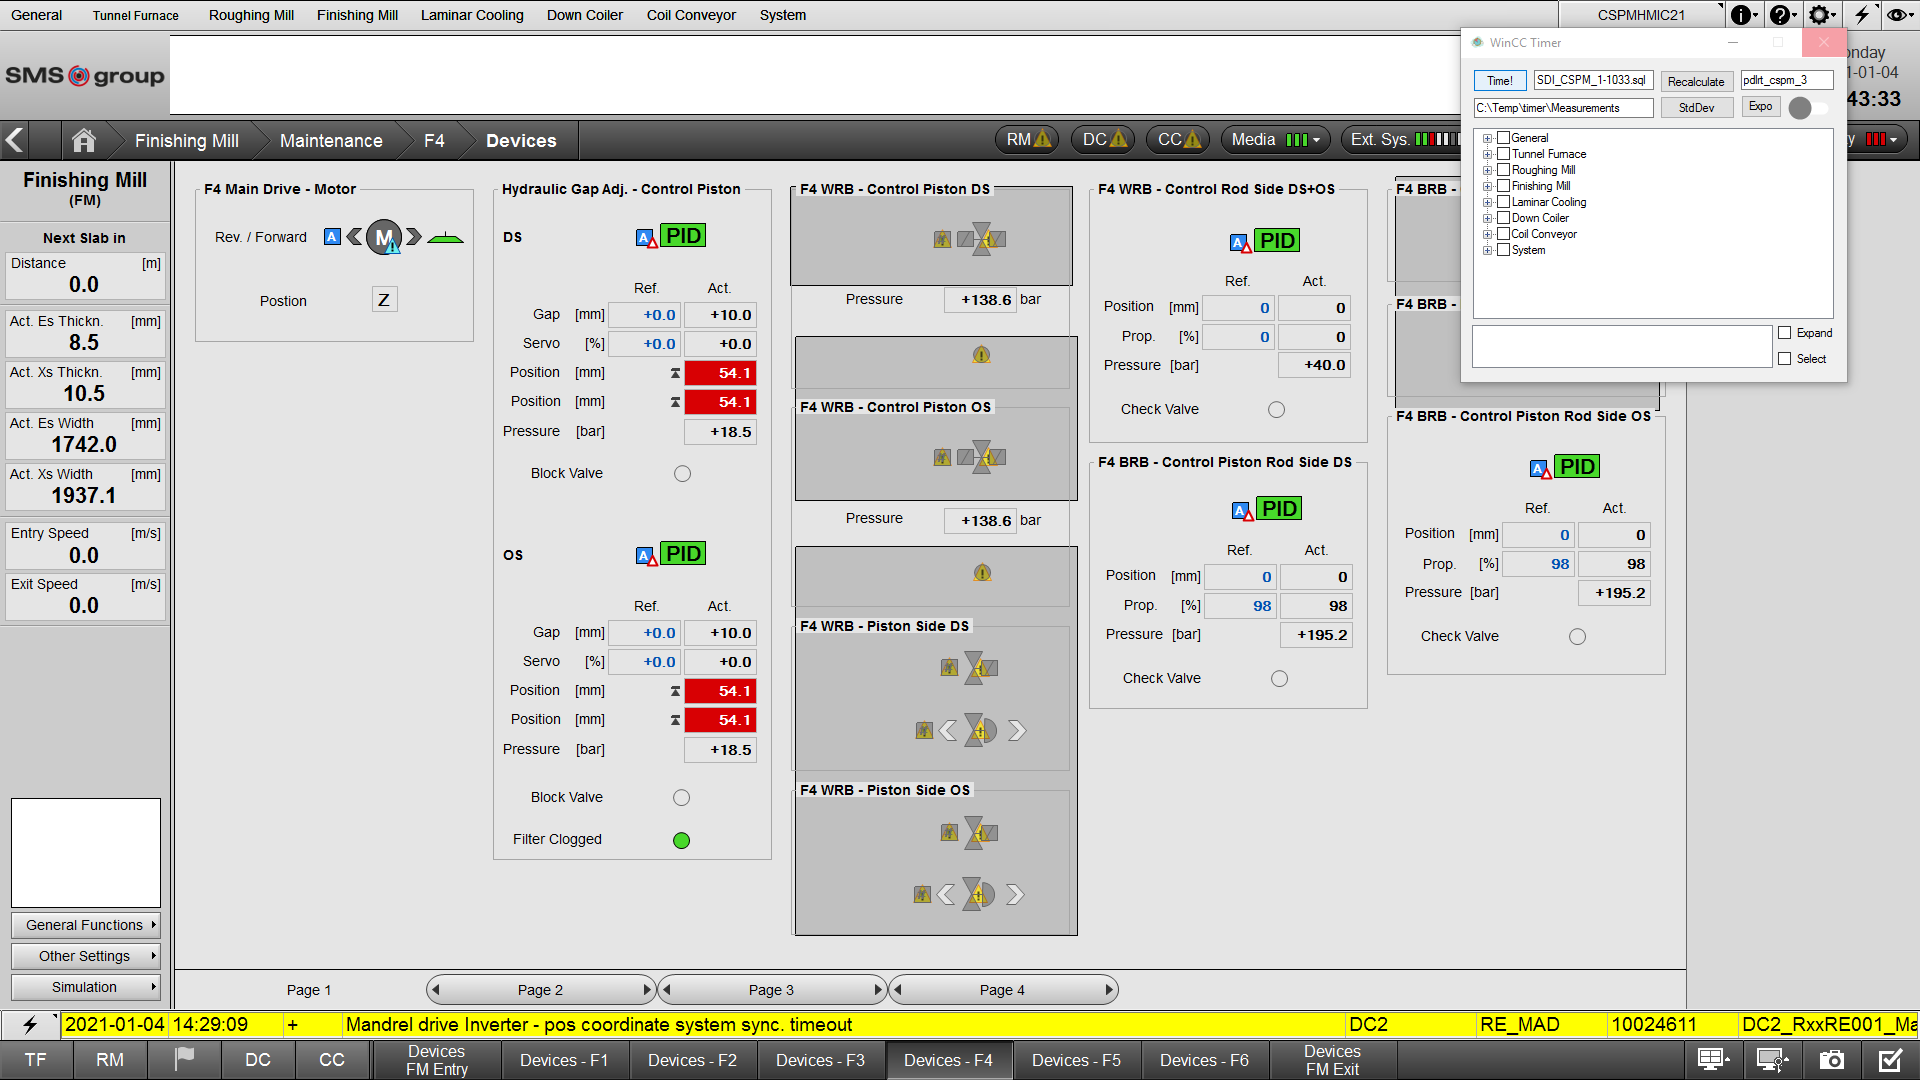 General Tunnel Furnace Roughing Mill Finishing Mill Laminar Cooling Down Coiler Coil Conveyor System CSPMHMIC21
SMS group
onday
1-01-04
43:33
WinCC Timer
Time! SDI_CSPM_1-1033.sql Recalculate pdlrt_cspm_3
C:\Temp\timer\Measurements StdDev Expo
General
Tunnel Furnace
Roughing Mill
Finishing Mill
Laminar Cooling
Down Coiler
Coil Conveyor
System
Expand
Select
Finishing Mill Maintenance F4 Devices RM DC CC Media Ext. Sys. y
Finishing Mill
(FM)
Next Slab in
Distance [m]
0.0
Act. Es Thickn. [mm]
8.5
Act. Xs Thickn. [mm]
10.5
Act. Es Width [mm]
1742.0
Act. Xs Width [mm]
1937.1
Entry Speed [m/s]
0.0
Exit Speed [m/s]
0.0
General Functions
Other Settings
Simulation
F4 Main Drive - Motor
Rev. / Forward A M
Postion Z
Hydraulic Gap Adj. - Control Piston
DS A PID
Ref. Act.
Gap [mm] +0.0 +10.0
Servo [%] +0.0 +0.0
Position [mm] 54.1
Position [mm] 54.1
Pressure [bar] +18.5
Block Valve
OS A PID
Ref. Act.
Gap [mm] +0.0 +10.0
Servo [%] +0.0 +0.0
Position [mm] 54.1
Position [mm] 54.1
Pressure [bar] +18.5
Block Valve
Filter Clogged
F4 WRB - Control Piston DS
Pressure +138.6 bar
F4 WRB - Control Piston OS
Pressure +138.6 bar
F4 WRB - Piston Side DS
F4 WRB - Piston Side OS
F4 WRB - Control Rod Side DS+OS
A PID
Ref. Act.
Position [mm] 0 0
Prop. [%] 0 0
Pressure [bar] +40.0
Check Valve
F4 BRB - Control Piston Rod Side DS
A PID
Ref. Act.
Position [mm] 0 0
Prop. [%] 98 98
Pressure [bar] +195.2
Check Valve
F4 BRB -
F4 BRB -
F4 BRB - Control Piston Rod Side OS
A PID
Ref. Act.
Position [mm] 0 0
Prop. [%] 98 98
Pressure [bar] +195.2
Check Valve
Page 1 Page 2 Page 3 Page 4
2021-01-04 14:29:09 + Mandrel drive Inverter - pos coordinate system sync. timeout DC2 RE_MAD 10024611 DC2_RxxRE001_Ma
TF RM DC CC Devices FM Entry Devices - F1 Devices - F2 Devices - F3 Devices - F4 Devices - F5 Devices - F6 Devices FM Exit